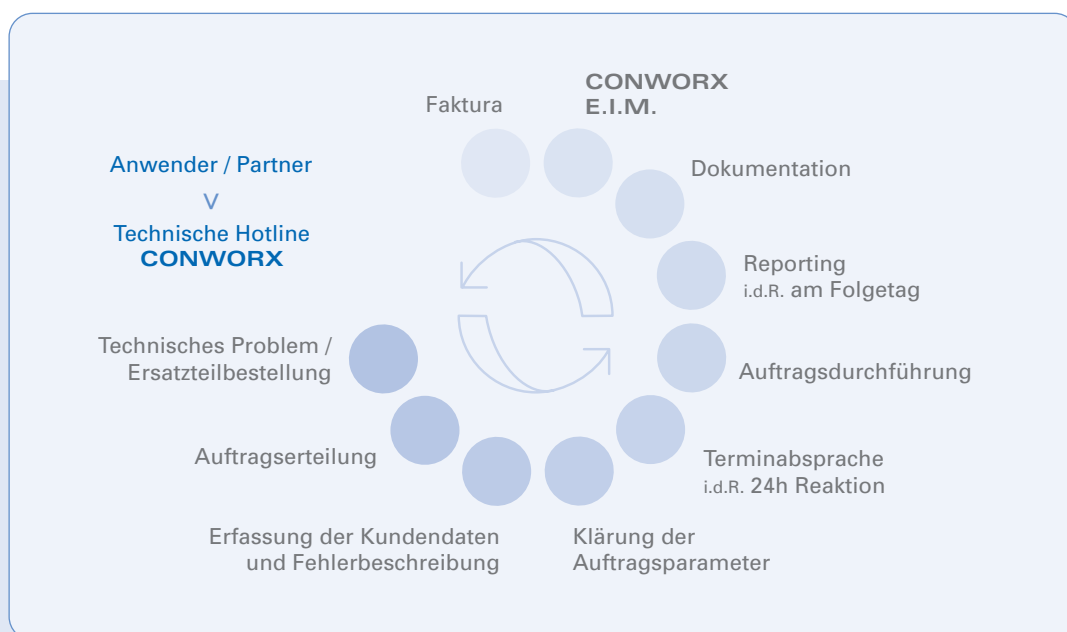 CONWORX
E.I.M.
Faktura
Anwender / Partner
V
Technische Hotline
CONWORX
Dokumentation
Reporting
i.d.R. am Folgetag
Technisches Problem /
Ersatzteilbestellung
Auftragsdurchführung
Auftragserteilung
Terminabsprache
i.d.R. 24h Reaktion
Erfassung der Kundendaten
und Fehlerbeschreibung
Klärung der
Auftragsparameter